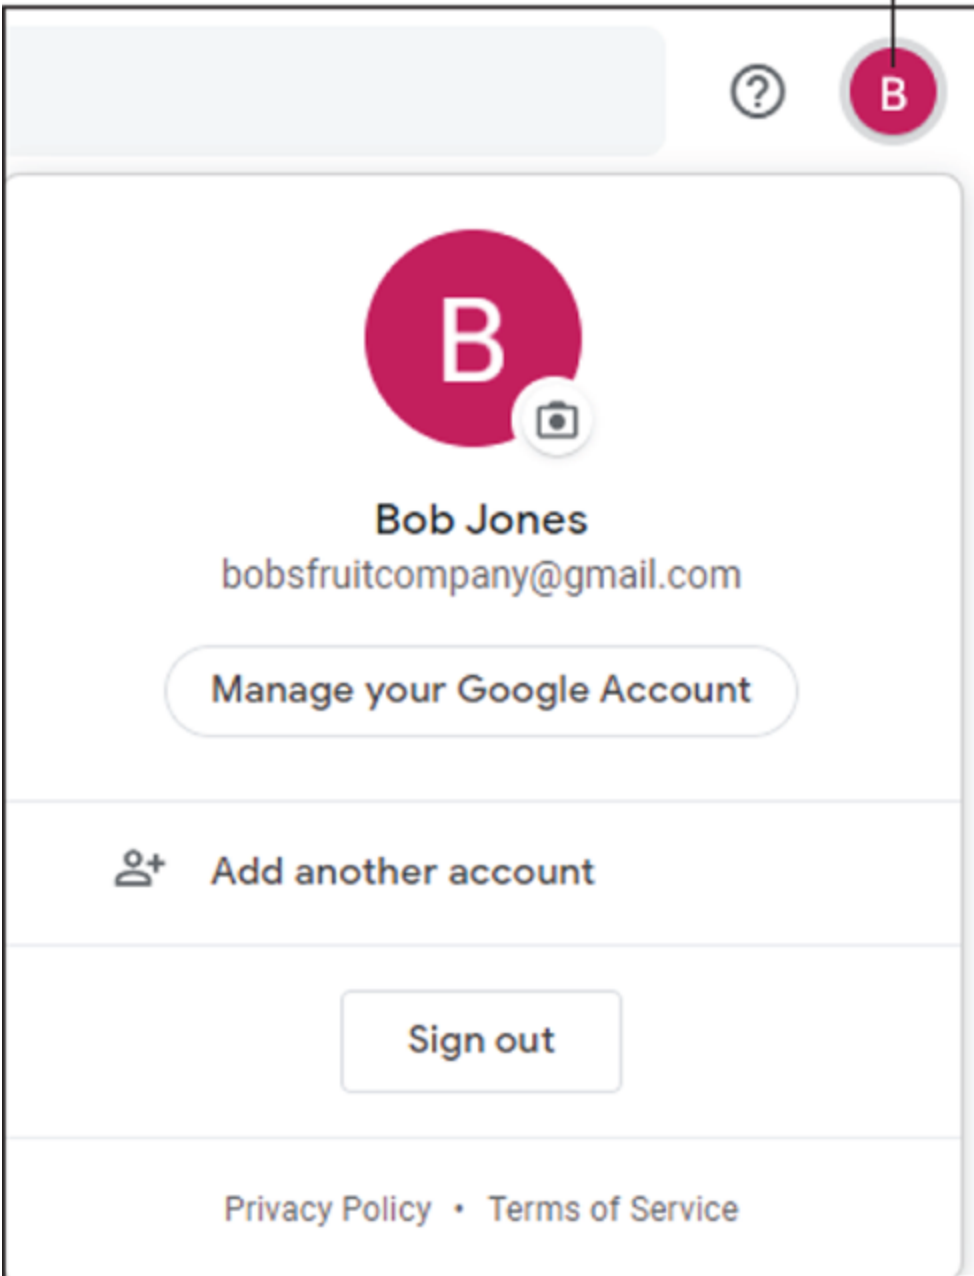 B
B
Bob Jones
bobsfruitcompany@gmail.com
Manage your Google Account
Add another account
Sign out
Privacy Policy • Terms of Service